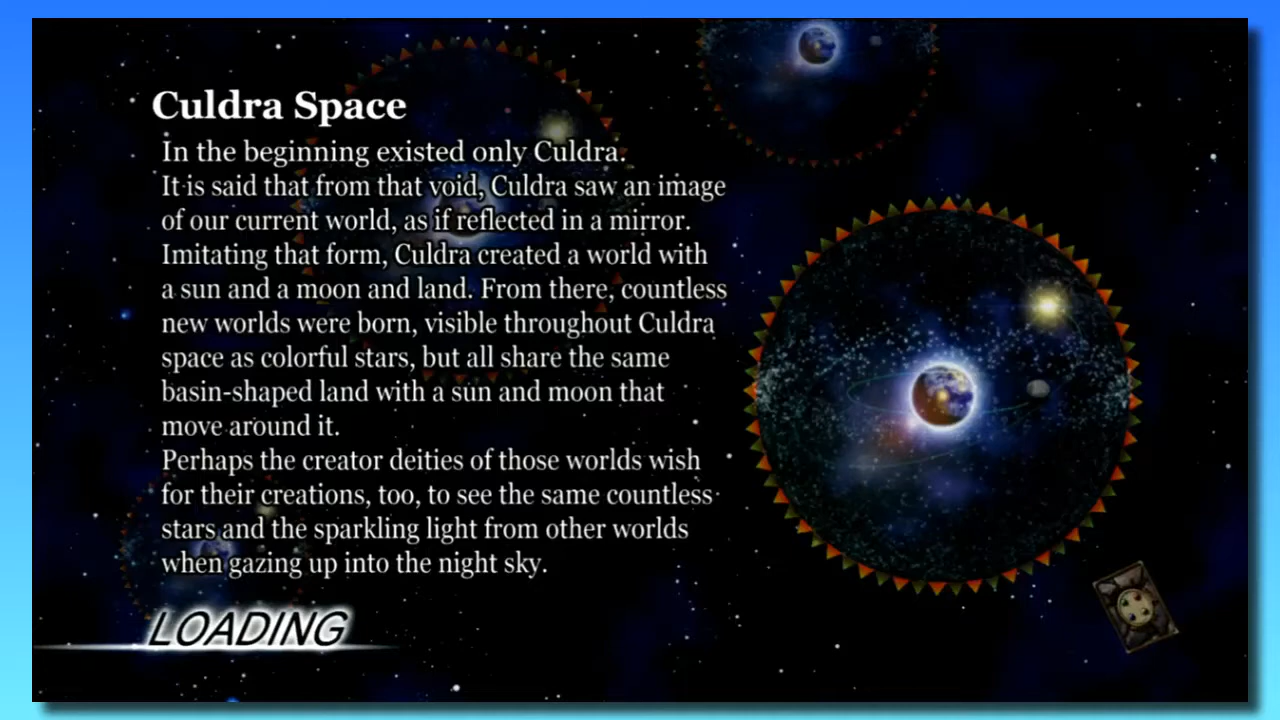 Culdra Space
In the beginning existed only Culdra.
It is said that from that void, Culdra saw an image
of our current world, as if reflected in a mirror.
Imitating that form, Culdra created a world with
a sun and a moon and land. From there, countless
new worlds were born, visible throughout Culdra
space as colorful stars, but all share the same
basin-shaped land with a sun and moon that
move around it.
Perhaps the creator deities of those worlds wish
for their creations, too, to see the same countless
stars and the sparkling light from other worlds
when gazing up into the night sky.
LOADING